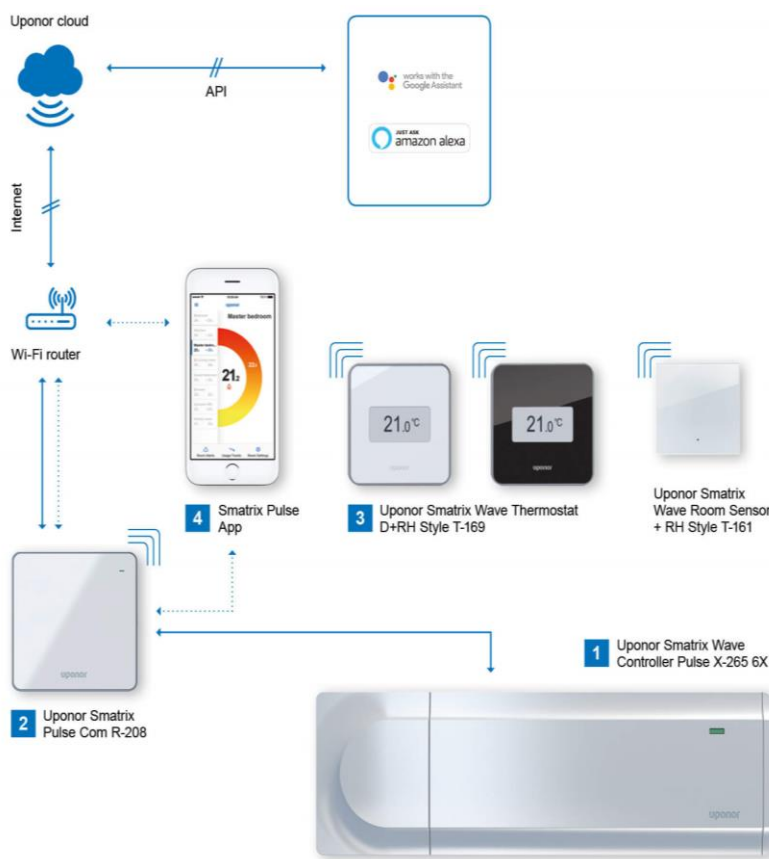 Uponor cloud
API
works with the
Google Assistant
JUST ASK
amazon alexa
Internet
Wi-Fi router
uponor
Master bedroom
21.2
21.0°C
uponor
21.0°C
uponor
4 Smatrix Pulse
App
3 Uponor Smatrix Wave Thermostat
D+RH Style T-169
Uponor Smatrix
Wave Room Sensor
+ RH Style T-161
uponor
2 Uponor Smatrix
Pulse Com R-208
1 Uponor Smatrix Wave
Controller Pulse X-265 6X
uponor